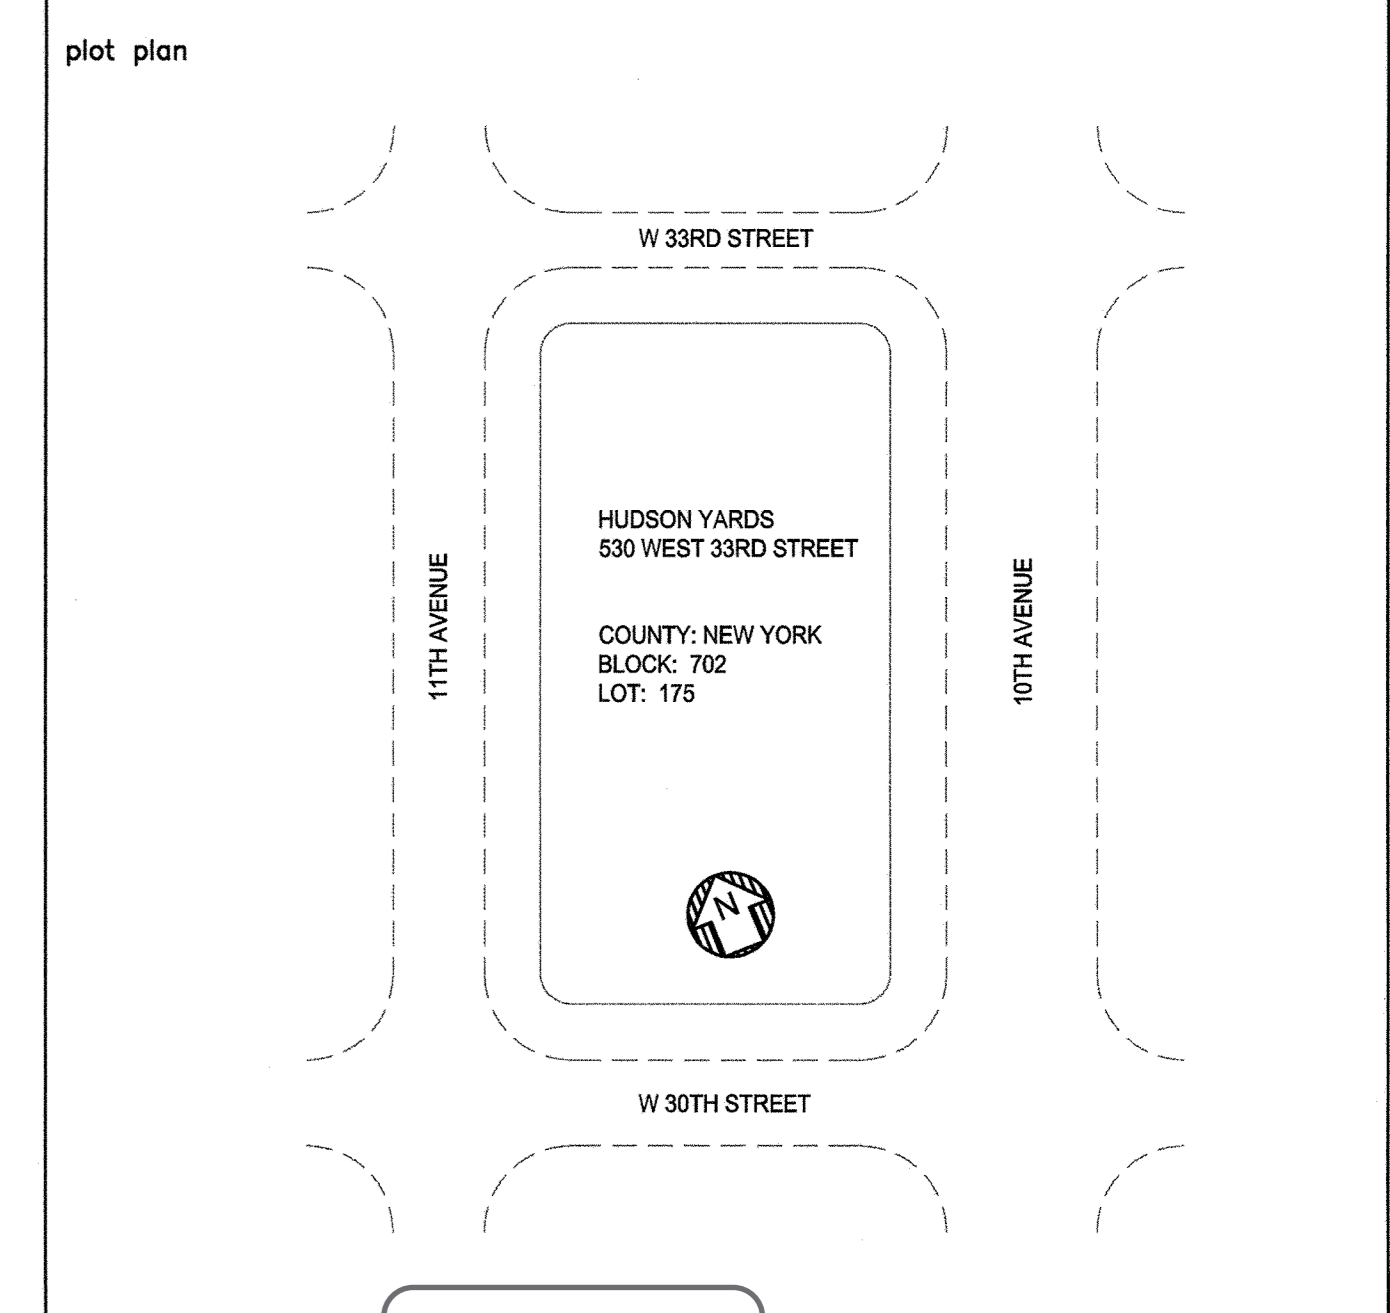 plot plan
W 33RD STREET
HUDSON YARDS
530 WEST 33RD STREET
11TH AVENUE
10TH AVENUE
COUNTY: NEW YORK
BLOCK: 702
LOT: 175
N
W 30TH STREET